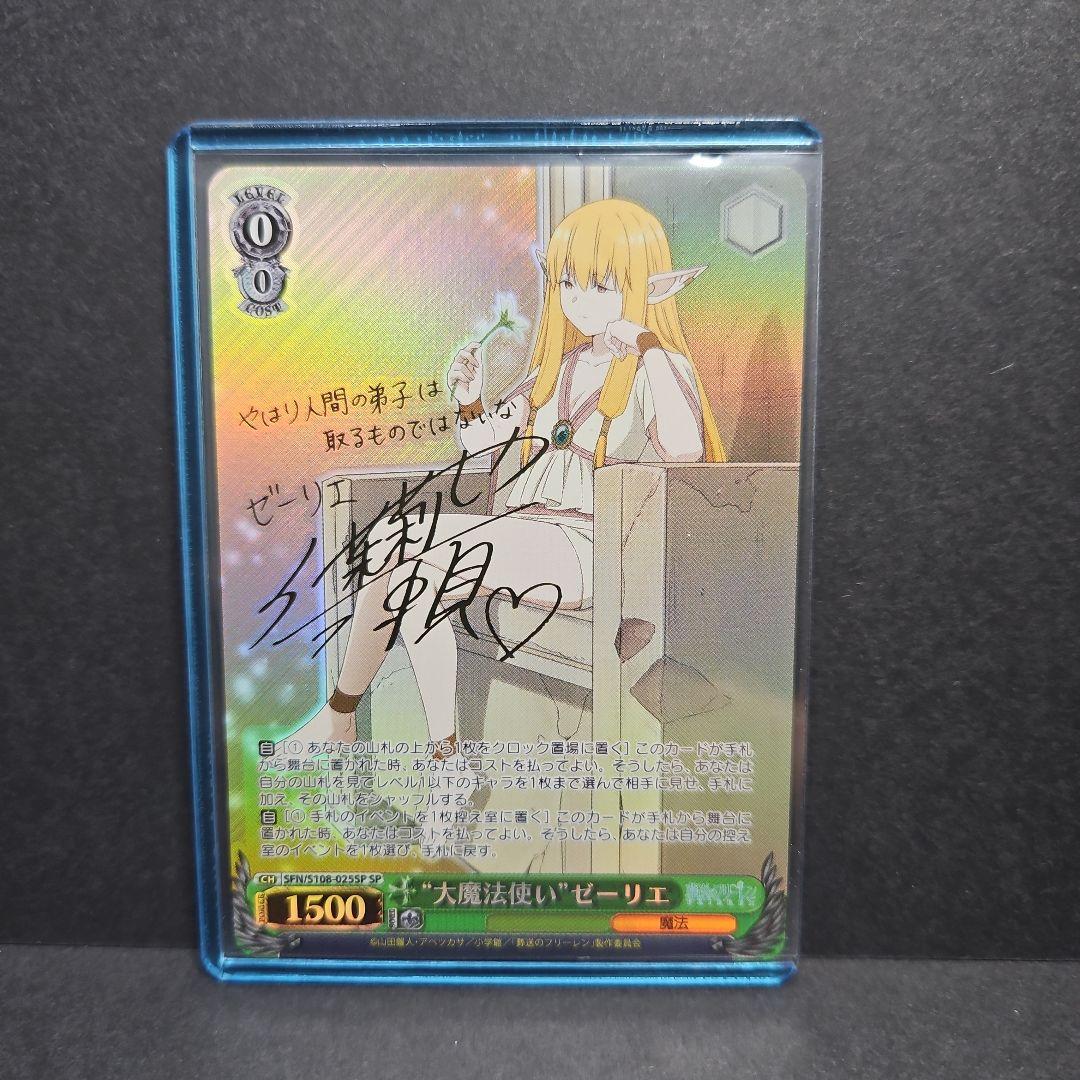 LEVEL
0
0
COST
やはり人間の弟子は
取るものではないな
ゼーリエ
伊瀬茉莉也
自［① あなたの山札の上から1枚をクロック置場に置く］ このカードが手札
から舞台に置かれた時、あなたはコストを払ってよい。そうしたら、あなたは
自分の山札を見てレベル1以下のキャラを1枚まで選んで相手に見せ、手札に
加え、その山札をシャッフルする。
自［① 手札のイベントを1枚控え室に置く］ このカードが手札から舞台に
置かれた時、あなたはコストを払ってよい。そうしたら、あなたは自分の控え
室のイベントを1枚選び、手札に戻す。
CH SFN/S108-025SP SP
“大魔法使い”ゼーリエ
POWER 1500
魔法
©山田鐘人・アベツカサ／小学館／「葬送のフリーレン」製作委員会